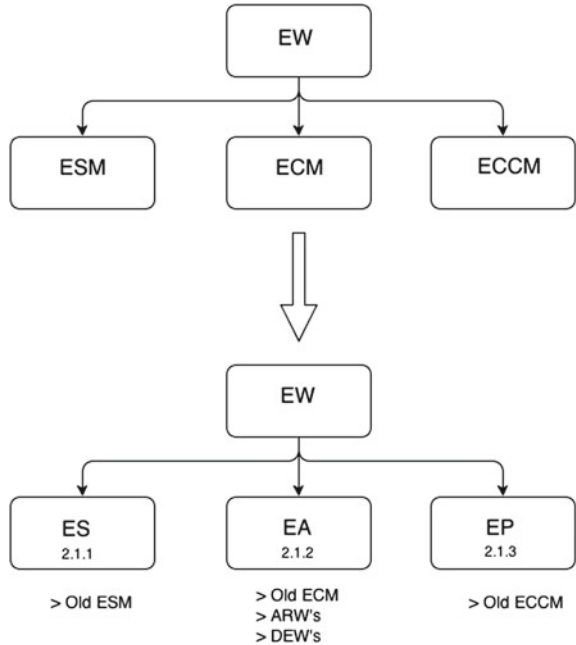 EW
ESM
ECM
ECCM
EW
ES
2.1.1
EA
2.1.2
EP
2.1.3
> Old ESM
> Old ECM
> ARW's
> DEW's
> Old ECCM